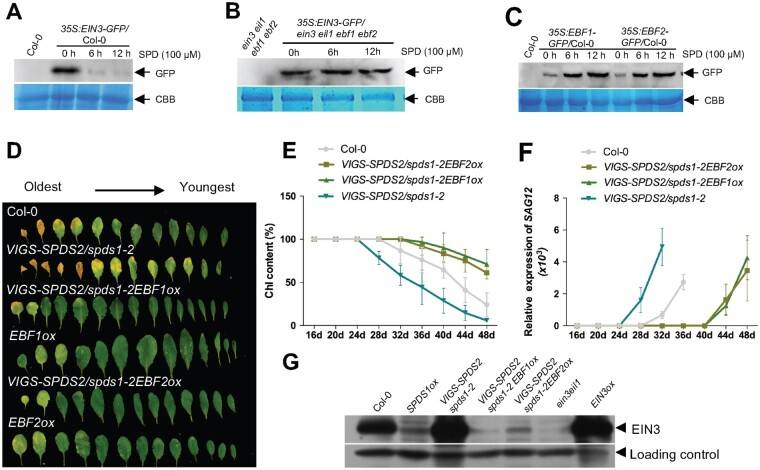 A
Col-0
35S:EIN3-GFP/
Col-0
0 h 6 h 12 h
SPD (100 µM)
GFP
CBB
B
ein3 eil1
ebf1 ebf2
35S:EIN3-GFP/
ein3 eil1 ebf1 ebf2
0h 6h 12h
SPD (100 µM)
GFP
CBB
C
Col-0
35S:EBF1-
GFP/Col-0
35S:EBF2-
GFP/Col-0
0 h 6 h 12 h 0 h 6 h 12 h
SPD (100 µM)
GFP
CBB
D
Oldest Youngest
Col-0
VIGS-SPDS2/spds1-2
VIGS-SPDS2/spds1-2EBF1ox
EBF1ox
VIGS-SPDS2/spds1-2EBF2ox
EBF2ox
E
Col-0
VIGS-SPDS2/spds1-2EBF2ox
VIGS-SPDS2/spds1-2EBF1ox
VIGS-SPDS2/spds1-2
Chl content (%)
150
100
50
0
16d 20d 24d 28d 32d 36d 40d 44d 48d
F
Col-0
VIGS-SPDS2/spds1-2EBF2ox
VIGS-SPDS2/spds1-2EBF1ox
VIGS-SPDS2/spds1-2
Relative expression of SAG12
(x10³)
8
6
4
2
0
16d 20d 24d 28d 32d 36d 40d 44d 48d
G
Col-0
SPDS1ox
VIGS-SPDS2
spds1-2
VIGS-SPDS2
spds1-2 EBF1ox
VIGS-SPDS2
spds1-2EBF2ox
ein3eil1
EIN3ox
EIN3
Loading control